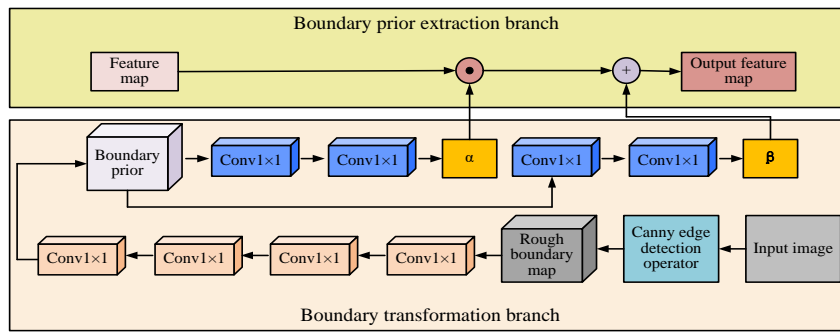 Boundary prior extraction branch
Feature
map
•
+
Output feature
map
Boundary
prior
Conv1×1
Conv1×1
α
Conv1×1
Conv1×1
β
Conv1×1
Conv1×1
Conv1×1
Conv1×1
Rough
boundary
map
Canny edge
detection
operator
Input image
Boundary transformation branch